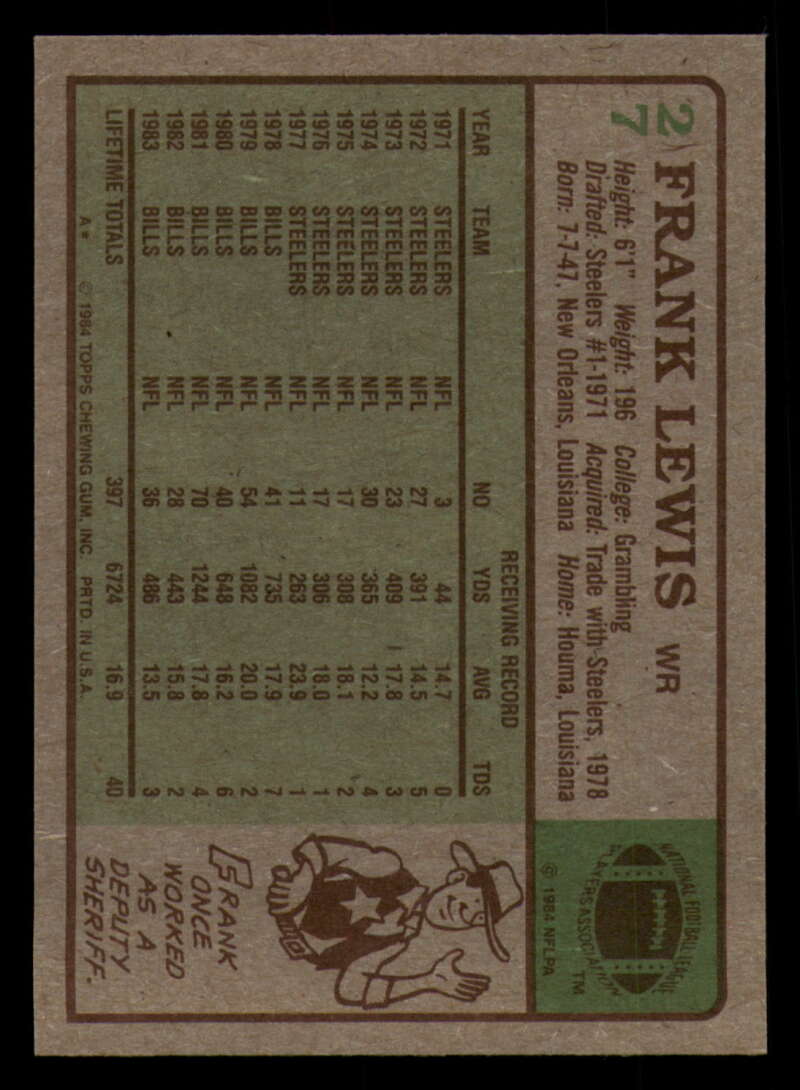 27
FRANK LEWIS WR
Height: 6'1" Weight: 196 College: Grambling
Drafted: Steelers #1-1971 Acquired: Trade with Steelers, 1978
Born: 7-7-47, New Orleans, Louisiana Home: Houma, Louisiana
NATIONAL FOOTBALL LEAGUE
PLAYERS ASSOCIATION
TM
© 1984 NFLPA
RECEIVING RECORD
YEAR TEAM NO YDS AVG TDS
1971 STEELERS NFL 3 44 14.7 0
1972 STEELERS NFL 27 391 14.5 5
1973 STEELERS NFL 23 409 17.8 3
1974 STEELERS NFL 30 365 12.2 4
1975 STEELERS NFL 17 308 18.1 2
1976 STEELERS NFL 17 306 18.0 1
1977 STEELERS NFL 11 263 23.9 1
1978 BILLS NFL 41 735 17.9 7
1979 BILLS NFL 54 1082 20.0 2
1980 BILLS NFL 40 648 16.2 6
1981 BILLS NFL 70 1244 17.8 4
1982 BILLS NFL 28 443 15.8 2
1983 BILLS NFL 36 486 13.5 3
LIFETIME TOTALS 397 6724 16.9 40
A* © 1984 TOPPS CHEWING GUM, INC. PRTD. IN U.S.A.
FRANK
ONCE
WORKED
AS A
DEPUTY
SHERIFF.